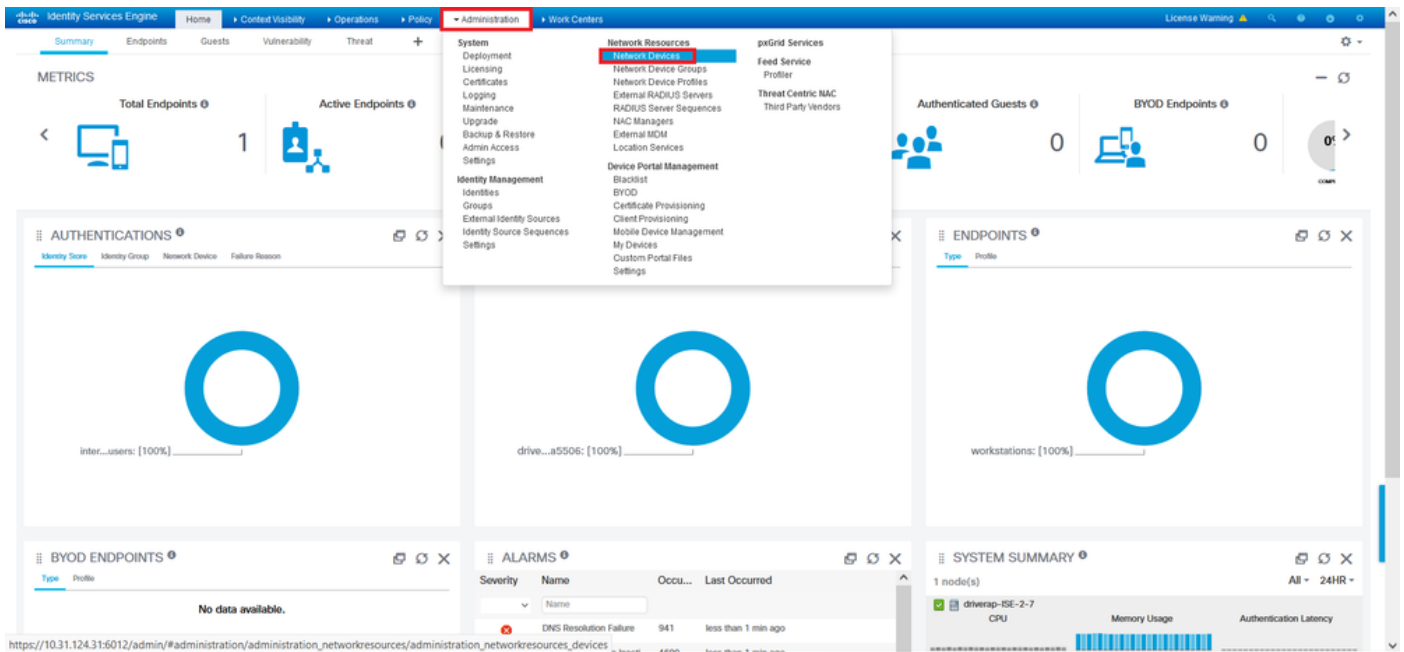 cisco Identity Services Engine Home Context Visibility Operations Policy Administration Work Centers License Warning
Summary Endpoints Guests Vulnerability Threat +
System
Deployment
Licensing
Certificates
Logging
Maintenance
Upgrade
Backup & Restore
Admin Access
Settings
Identity Management
Identities
Groups
External Identity Sources
Identity Source Sequences
Settings
Network Resources
Network Devices
Network Device Groups
Network Device Profiles
External RADIUS Servers
RADIUS Server Sequences
NAC Managers
External MDM
Location Services
Device Portal Management
Blacklist
BYOD
Certificate Provisioning
Client Provisioning
Mobile Device Management
My Devices
Custom Portal Files
Settings
pxGrid Services
Feed Service
Profiler
Threat Centric NAC
Third Party Vendors
METRICS
Total Endpoints
1
Active Endpoints
Authenticated Guests
0
BYOD Endpoints
0
AUTHENTICATIONS
Identity Store Identity Group Network Device Failure Reason
inter...users: [100%]
drive...a5506: [100%]
ENDPOINTS
Type Profile
workstations: [100%]
BYOD ENDPOINTS
Type Profile
No data available.
ALARMS
Severity Name Occu... Last Occurred
Name
DNS Resolution Failure 941 less than 1 min ago
SYSTEM SUMMARY
1 node(s) All 24HR
driverap-ISE-2-7
CPU Memory Usage Authentication Latency
https://10.31.124.31:6012/admin/#administration/administration_networkresources/administration_networkresources_devices